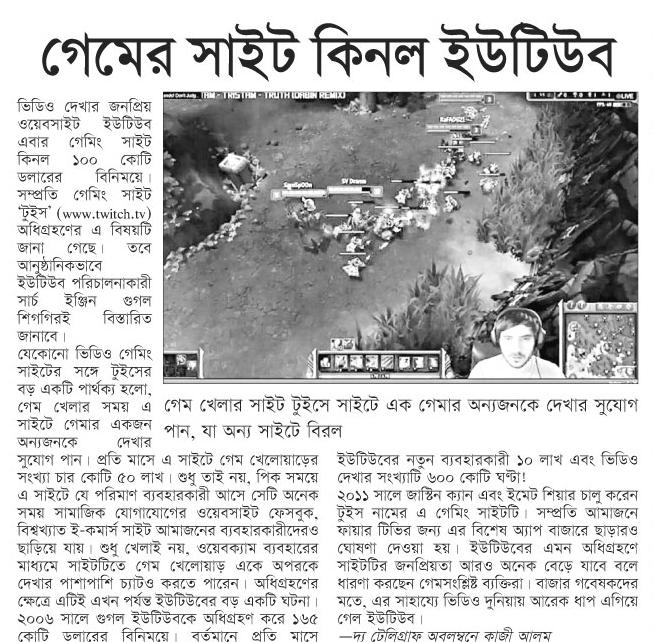 গেমের সাইট কিনল ইউটিউব
ভিডিও দেখার জনপ্রিয়
ওয়েবসাইট ইউটিউব
এবার গেমিং সাইট
কিনল ১০০ কোটি
ডলারের বিনিময়ে।
সম্প্রতি গেমিং সাইট
'টুইস' (www.twitch.tv)
অধিগ্রহণের এ বিষয়টি
জানা গেছে। তবে
আনুষ্ঠানিকভাবে
ইউটিউব পরিচালনাকারী
সার্চ ইঞ্জিন গুগল
শিগগিরই বিস্তারিত
জানাবে।
যেকোনো ভিডিও গেমিং
সাইটের সঙ্গে টুইসের
বড় একটি পার্থক্য হলো,
গেম খেলার সময় এ
সাইটে গেমার একজন
অন্যজনকে দেখার
সুযোগ পান। প্রতি মাসে এ সাইটে গেম খেলোয়াড়ের
সংখ্যা চার কোটি ৫০ লাখ। শুধু তাই নয়, পিক সময়ে
এ সাইটে যে পরিমাণ ব্যবহারকারী আসে সেটি অনেক
সময় সামাজিক যোগাযোগের ওয়েবসাইট ফেসবুক,
বিশ্বখ্যাত ই-কমার্স সাইট আমাজনের ব্যবহারকারীদেরও
ছাড়িয়ে যায়। শুধু খেলাই নয়, ওয়েবক্যাম ব্যবহারের
মাধ্যমে সাইটটিতে গেম খেলোয়াড় একে অপরকে
দেখার পাশাপাশি চ্যাটও করতে পারেন। অধিগ্রহণের
ক্ষেত্রে এটিই এখন পর্যন্ত ইউটিউবের বড় একটি ঘটনা।
২০০৬ সালে গুগল ইউটিউবকে অধিগ্রহণ করে ১৬৫
কোটি ডলারের বিনিময়ে। বর্তমানে প্রতি মাসে
TAM - TRISTAM - TRUTH (DAGIN REMIX)
LIVE
SV Dramo
গেম খেলার সাইট টুইসে সাইটে এক গেমার অন্যজনকে দেখার সুযোগ
পান, যা অন্য সাইটে বিরল
ইউটিউবের নতুন ব্যবহারকারী ১০ লাখ এবং ভিডিও
দেখার সংখ্যাটি ৬০০ কোটি ঘণ্টা!
২০১১ সালে জাস্টিন ক্যান এবং ইমেট শিয়ার চালু করেন
টুইস নামের এ গেমিং সাইটটি। সম্প্রতি আমাজনে
ফায়ার টিভির জন্য এর বিশেষ অ্যাপ বাজারে ছাড়ারও
ঘোষণা দেওয়া হয়। ইউটিউবের এমন অধিগ্রহণে
সাইটটির জনপ্রিয়তা আরও অনেক বেড়ে যাবে বলে
ধারণা করছেন গেমসংশ্লিষ্ট ব্যক্তিরা। বাজার গবেষকদের
মতে, এর সাহায্যে ভিডিও দুনিয়ায় আরেক ধাপ এগিয়ে
গেল ইউটিউব।
—দ্য টেলিগ্রাফ অবলম্বনে কাজী আলম